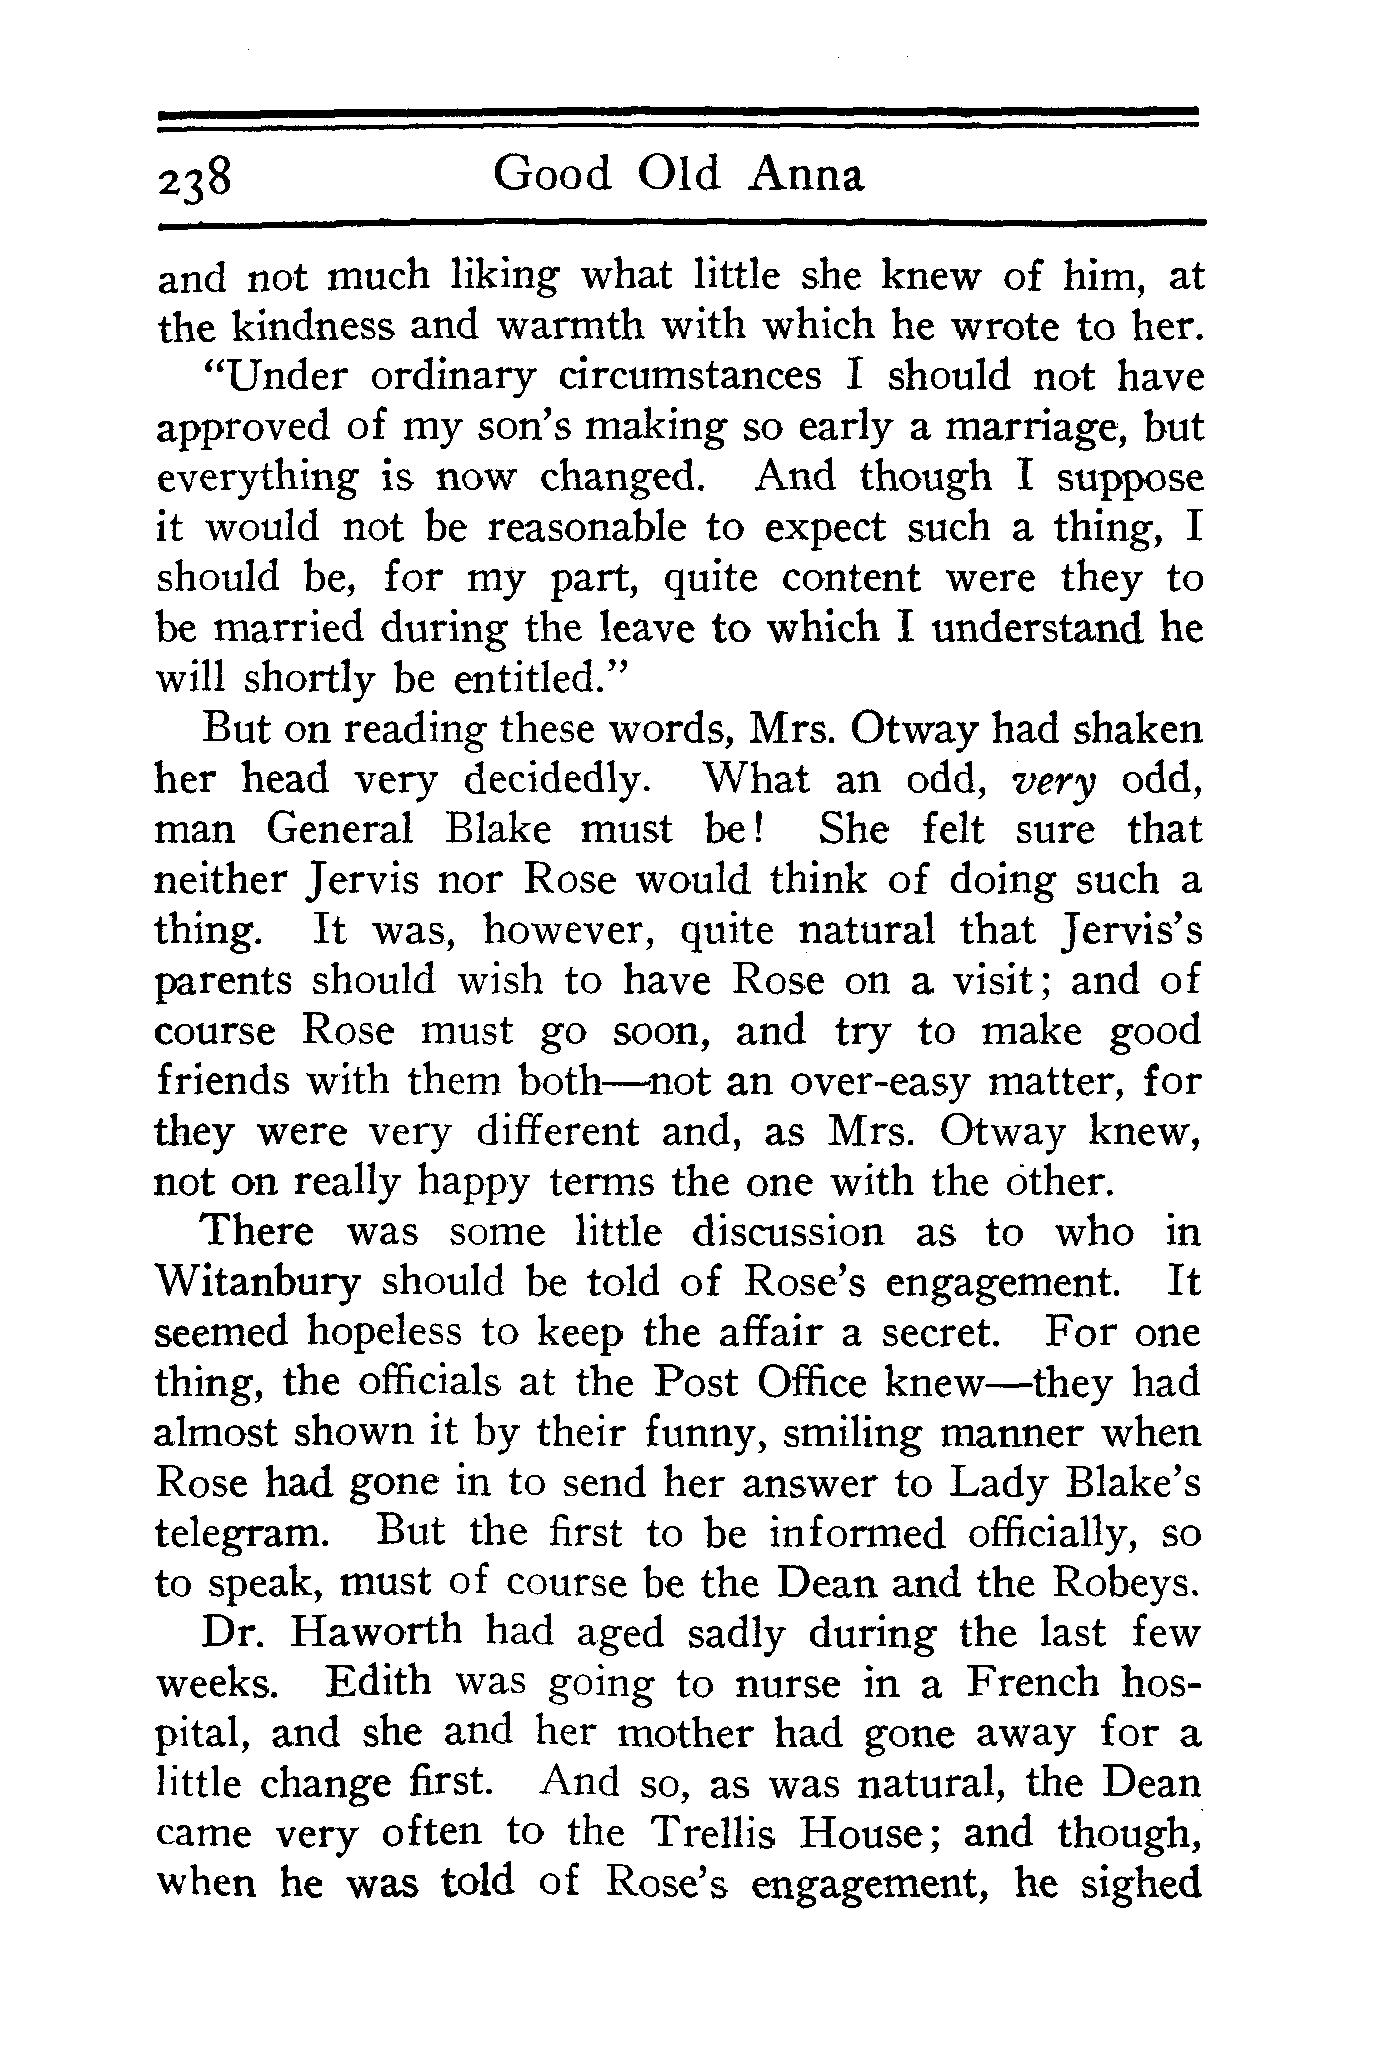 238 Good Old Anna
and not much liking what little she knew of him, at
the kindness and warmth with which he wrote to her.
"Under ordinary circumstances I should not have
approved of my son's making so early a marriage, but
everything is now changed. And though I suppose
it would not be reasonable to expect such a thing, I
should be, for my part, quite content were they to
be married during the leave to which I understand he
will shortly be entitled."
But on reading these words, Mrs. Otway had shaken
her head very decidedly. What an odd, very odd,
man General Blake must be! She felt sure that
neither Jervis nor Rose would think of doing such a
thing. It was, however, quite natural that Jervis's
parents should wish to have Rose on a visit; and of
course Rose must go soon, and try to make good
friends with them both—not an over-easy matter, for
they were very different and, as Mrs. Otway knew,
not on really happy terms the one with the other.
There was some little discussion as to who in
Witanbury should be told of Rose's engagement. It
seemed hopeless to keep the affair a secret. For one
thing, the officials at the Post Office knew—they had
almost shown it by their funny, smiling manner when
Rose had gone in to send her answer to Lady Blake's
telegram. But the first to be informed officially, so
to speak, must of course be the Dean and the Robeys.
Dr. Haworth had aged sadly during the last few
weeks. Edith was going to nurse in a French hos-
pital, and she and her mother had gone away for a
little change first. And so, as was natural, the Dean
came very often to the Trellis House; and though,
when he was told of Rose's engagement, he sighed